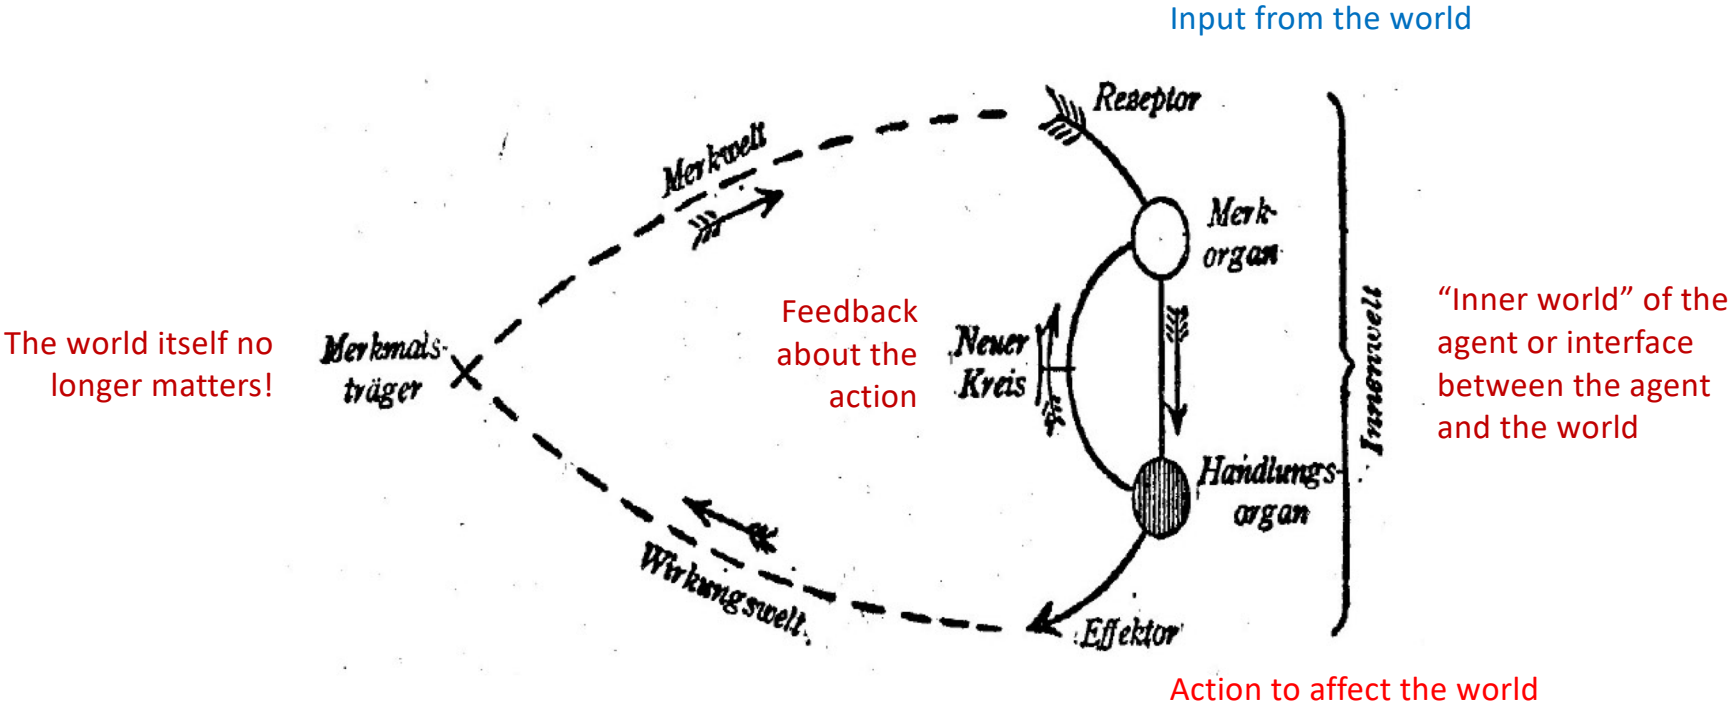 Input from the world
Rezeptor
Merkwelt
Merk-
organ
The world itself no
longer matters!
Merkmals-
träger
Feedback
about the
action
Neuer
Kreis
Innenwelt
“Inner world” of the
agent or interface
between the agent
and the world
Handlungs-
organ
Wirkungswelt
Effektor
Action to affect the world